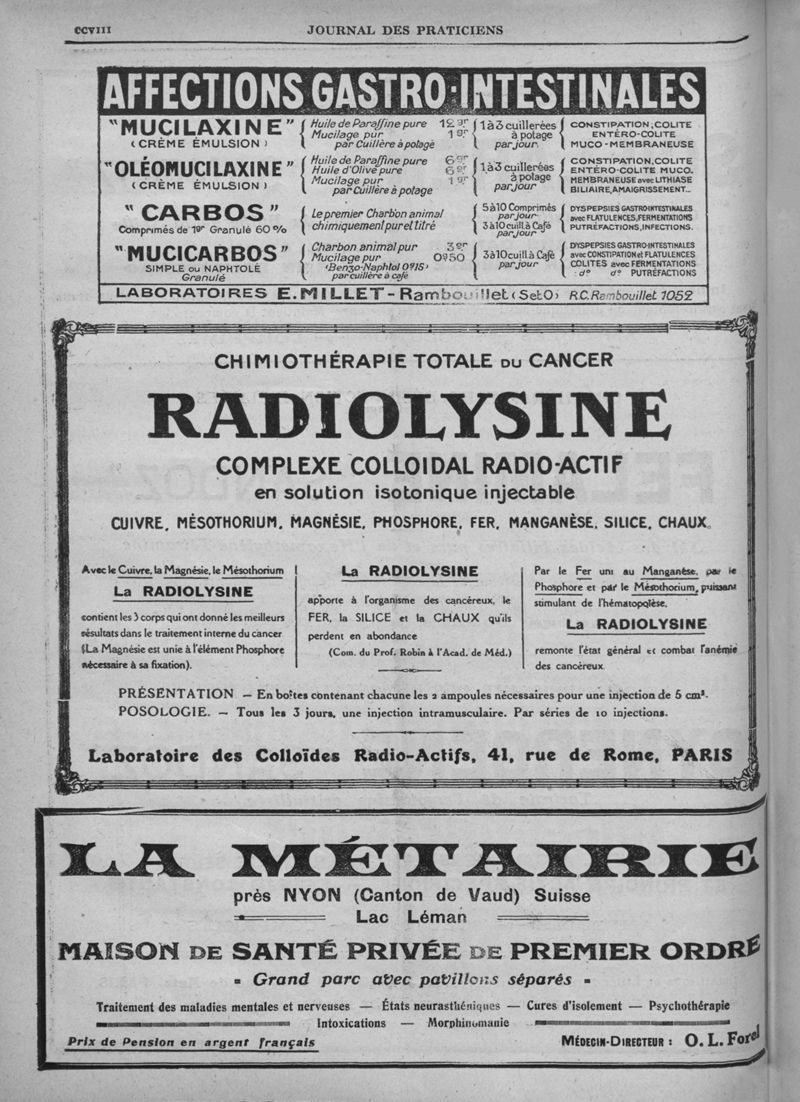 CCVIII JOURNAL DES PRATICIENS
AFFECTIONS GASTRO-INTESTINALES
"MUCILAXINE"
(CRÈME ÉMULSION)
Huile de Paraffine pure 12 gr
Mucilage pur 1 gr
par Cuillère à potage
1 à 3 cuillerées
à potage
par jour
CONSTIPATION, COLITE
ENTÉRO-COLITE
MUCO-MEMBRANEUSE
"OLÉOMUCILAXINE"
(CRÈME ÉMULSION)
Huile de Paraffine pure 6 gr
Huile d'Olive pure 6 gr
Mucilage pur 1 gr
par Cuillère à potage
1 à 3 cuillerées
à potage
par jour
CONSTIPATION, COLITE
ENTÉRO-COLITE MUCO.
MEMBRANEUSE avec LITHIASE
BILIAIRE, AMAIGRISSEMENT...
"CARBOS"
Comprimés de 1gr Granulé 60 %
Le premier Charbon animal
chimiquement pur et titré
5 à 10 Comprimés
par jour
3 à 10 cuill. à Café
par jour
DYSPEPSIES GASTRO-INTESTINALES
avec FLATULENCES, FERMENTATIONS
PUTRÉFACTIONS, INFECTIONS.
"MUCICARBOS"
SIMPLE ou NAPHTOLÉ
Granulé
Charbon animal pur 3 gr
Mucilage pur 0g50
(Benzo-Naphtol 0g15)
par cuillère à café
3 à 10 cuill. à Café
par jour
DYSPEPSIES GASTRO-INTESTINALES
avec CONSTIPATION et FLATULENCES
COLITES avec FERMENTATIONS
do do PUTRÉFACTIONS
LABORATOIRES E. MILLET - Rambouillet (S et O) R.C. Rambouillet 1052
CHIMIOTHÉRAPIE TOTALE DU CANCER
RADIOLYSINE
COMPLEXE COLLOIDAL RADIO-ACTIF
en solution isotonique injectable
CUIVRE, MÉSOTHORIUM, MAGNÉSIE, PHOSPHORE, FER, MANGANÈSE, SILICE, CHAUX.
Avec le Cuivre, la Magnésie, le Mésothorium
La RADIOLYSINE
contient les 3 corps qui ont donné les meilleurs
résultats dans le traitement interne du cancer
(La Magnésie est unie à l'élément Phosphore
nécessaire à sa fixation).
La RADIOLYSINE
apporte à l'organisme des cancéreux, le
FER, la SILICE et la CHAUX qu'ils
perdent en abondance
(Com. du Prof. Robin à l'Acad. de Méd.)
Par le Fer uni au Manganèse, par le
Phosphore et par le Mésothorium, puissant
stimulant de l'hématopoïèse,
La RADIOLYSINE
remonte l'état général et combat l'anémie
des cancéreux
PRÉSENTATION — En boîtes contenant chacune les 2 ampoules nécessaires pour une injection de 5 cm³.
POSOLOGIE. — Tous les 3 jours, une injection intramusculaire. Par séries de 10 injections.
Laboratoire des Colloïdes Radio-Actifs, 41, rue de Rome, PARIS
LA MÉTAIRIE
près NYON (Canton de Vaud) Suisse
Lac Léman
MAISON DE SANTÉ PRIVÉE DE PREMIER ORDRE
Grand parc avec pavillons séparés
Traitement des maladies mentales et nerveuses — États neurasthéniques — Cures d'isolement — Psychothérapie
Intoxications — Morphinomanie
Prix de Pension en argent français MÉDECIN-DIRECTEUR : O. L. Forel